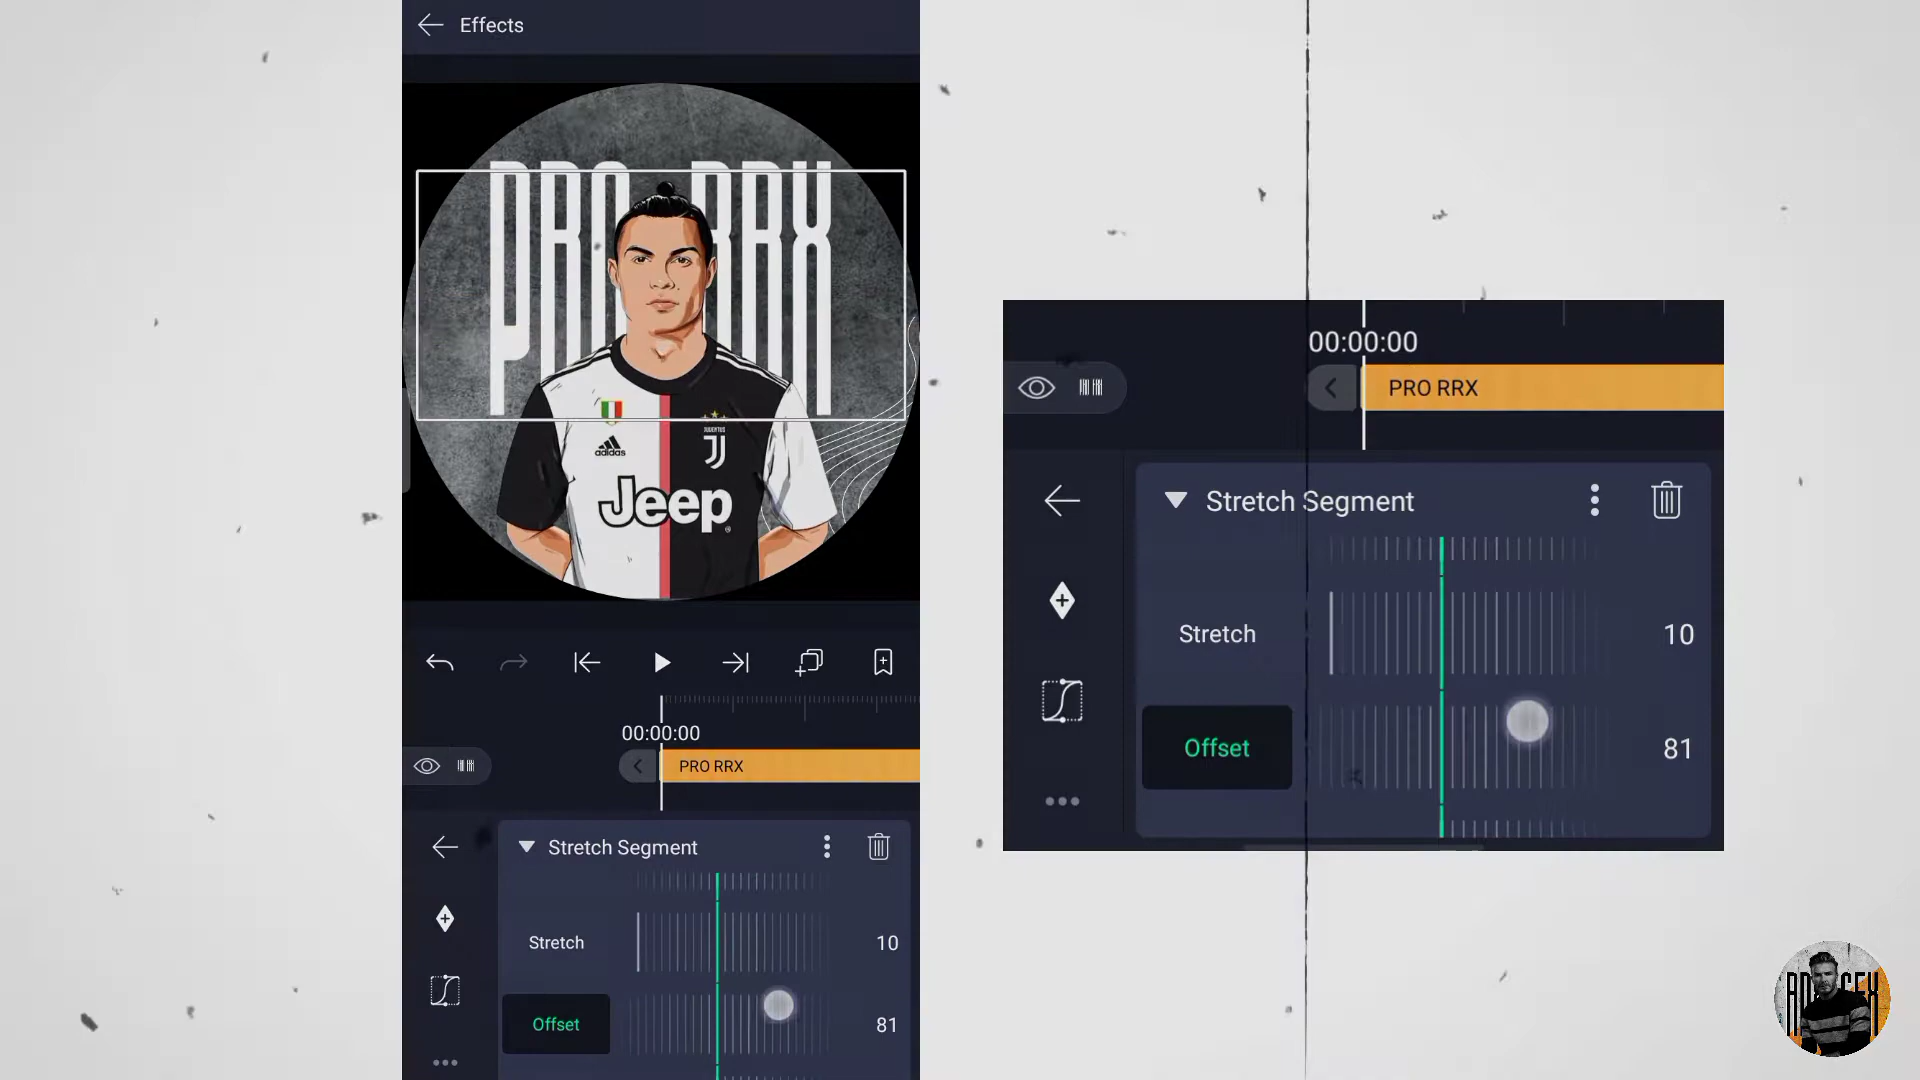 Effects
PRO RRX
adidas
JUVENTUS
Jeep
00:00:00
PRO RRX
Stretch Segment
Stretch
10
Offset
81
00:00:00
PRO RRX
Stretch Segment
Stretch
10
Offset
81